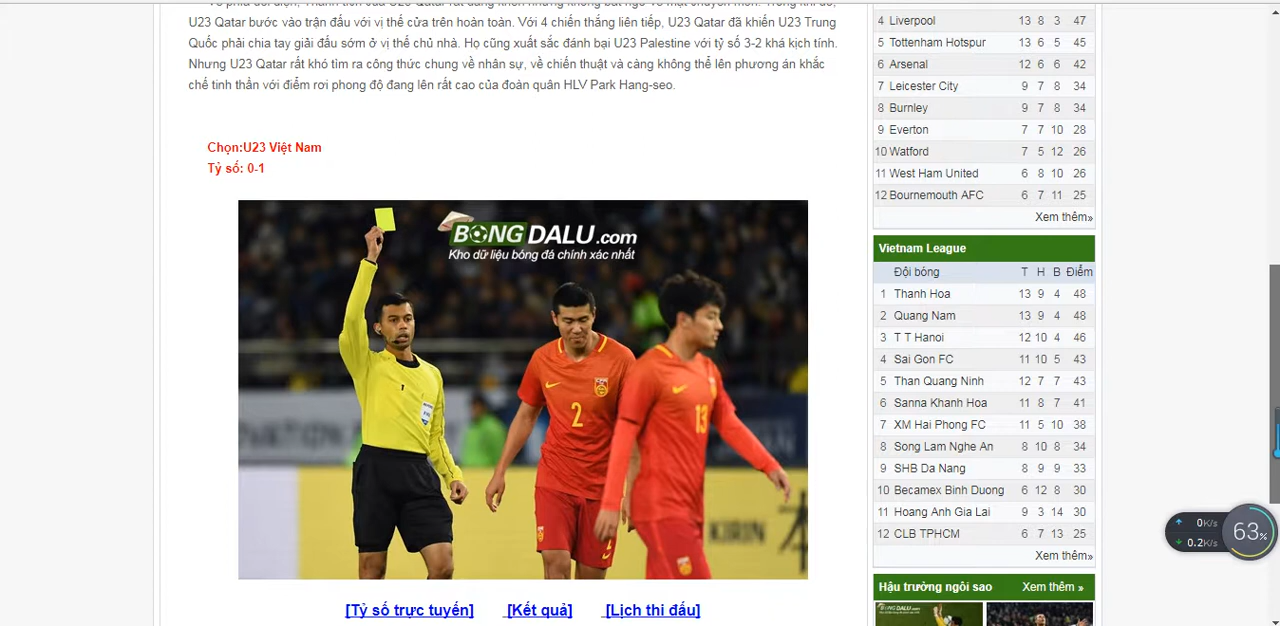 U23 Qatar bước vào trận đấu với vị thế cửa trên hoàn toàn. Với 4 chiến thắng liên tiếp, U23 Qatar đã khiến U23 Trung
Quốc phải chia tay giải đấu sớm ở vị thế chủ nhà. Họ cũng xuất sắc đánh bại U23 Palestine với tỷ số 3-2 khá kịch tính.
Nhưng U23 Qatar rất khó tìm ra công thức chung về nhân sự, về chiến thuật và càng không thể lên phương án khắc
chế tinh thần với điểm rơi phong độ đang lên rất cao của đoàn quân HLV Park Hang-seo.
Chọn:U23 Việt Nam
Tỷ số: 0-1
BONGDALU.com
Kho dữ liệu bóng đá chính xác nhất
2
13
KIRIN
[Tỷ số trực tuyến] [Kết quả] [Lịch thi đấu]
4 Liverpool 13 8 3 47
5 Tottenham Hotspur 13 6 5 45
6 Arsenal 12 6 6 42
7 Leicester City 9 7 8 34
8 Burnley 9 7 8 34
9 Everton 7 7 10 28
10 Watford 7 5 12 26
11 West Ham United 6 8 10 26
12 Bournemouth AFC 6 7 11 25
Xem thêm»
Vietnam League
Đội bóng T H B Điểm
1 Thanh Hoa 13 9 4 48
2 Quang Nam 13 9 4 48
3 T T Hanoi 12 10 4 46
4 Sai Gon FC 11 10 5 43
5 Than Quang Ninh 12 7 7 43
6 Sanna Khanh Hoa 11 8 7 41
7 XM Hai Phong FC 11 5 10 38
8 Song Lam Nghe An 8 10 8 34
9 SHB Da Nang 8 9 9 33
10 Becamex Binh Duong 6 12 8 30
11 Hoang Anh Gia Lai 9 3 14 30
12 CLB TPHCM 6 7 13 25
Xem thêm»
Hậu trường ngôi sao Xem thêm »
BONGDALU.com
0K/s
0.2K/s
63%